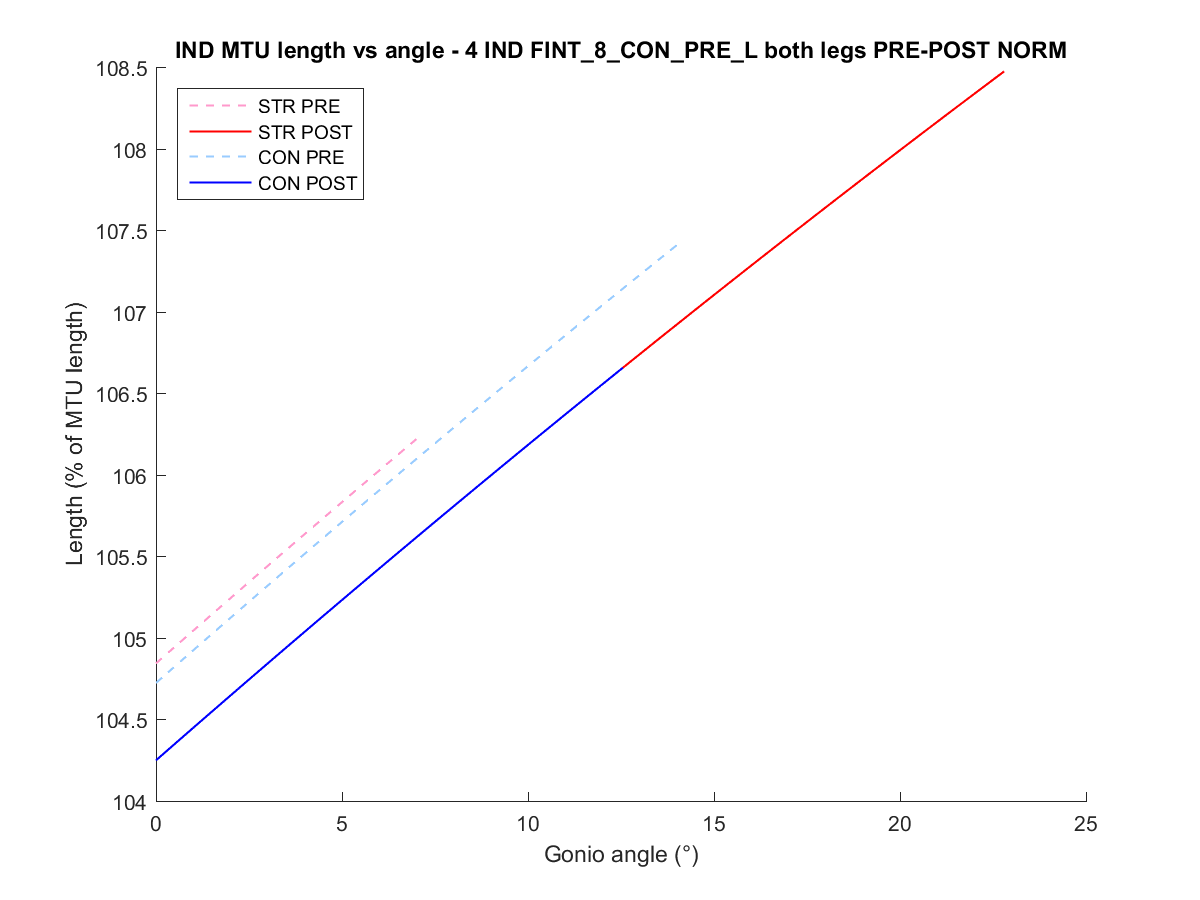 IND MTU length vs angle - 4 IND FINT_8_CON_PRE_L both legs PRE-POST NORM
108.5
108
107.5
107
106.5
106
105.5
105
104.5
104
STR PRE
STR POST
CON PRE
CON POST
Length (% of MTU length)
0 5 10 15 20 25
Gonio angle (°)